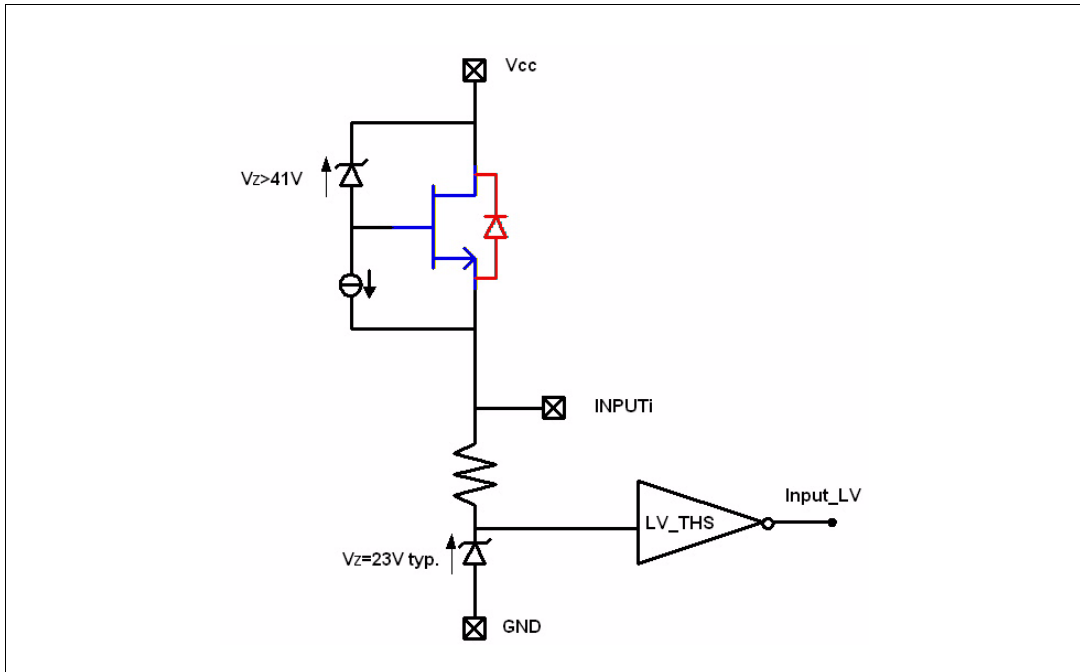 Vcc
Vz>41V
INPUTi
Input_LV
LV_THS
Vz=23V typ.
GND